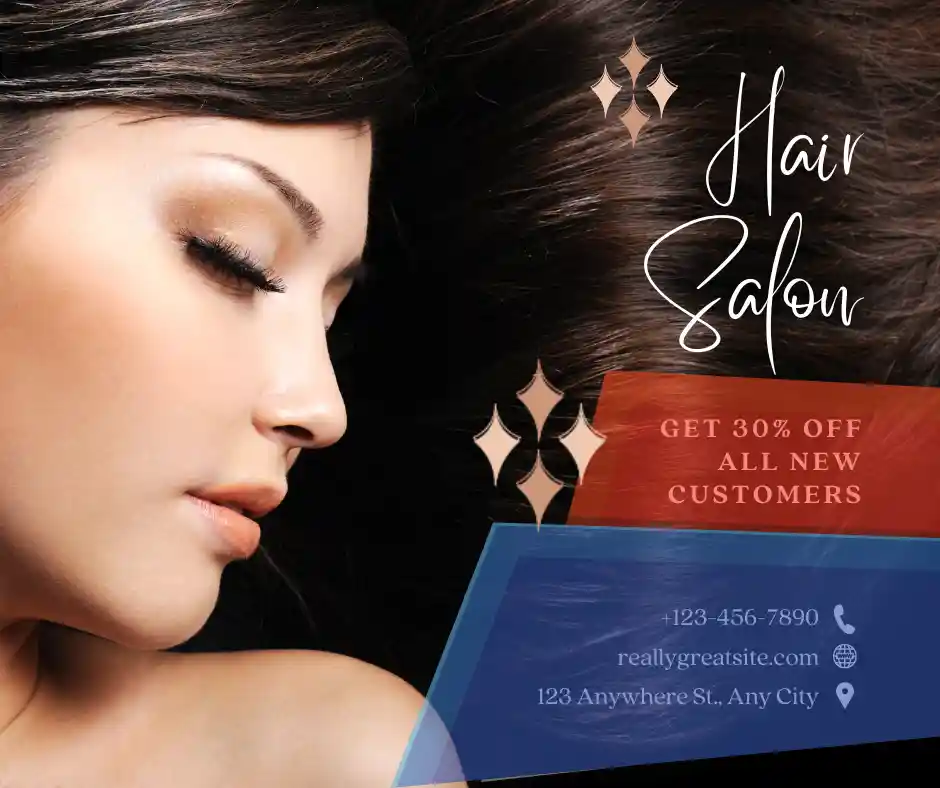 Hair
Salon
GET 30% OFF
ALL NEW
CUSTOMERS
+123-456-7890
reallygreatsite.com
123 Anywhere St., Any City